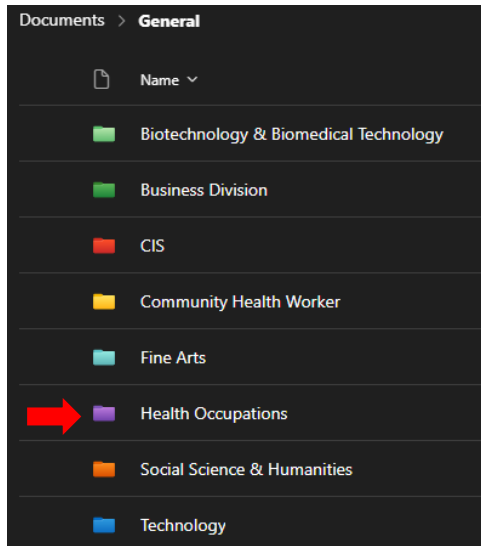 Documents > General
Name
Biotechnology & Biomedical Technology
Business Division
CIS
Community Health Worker
Fine Arts
Health Occupations
Social Science & Humanities
Technology